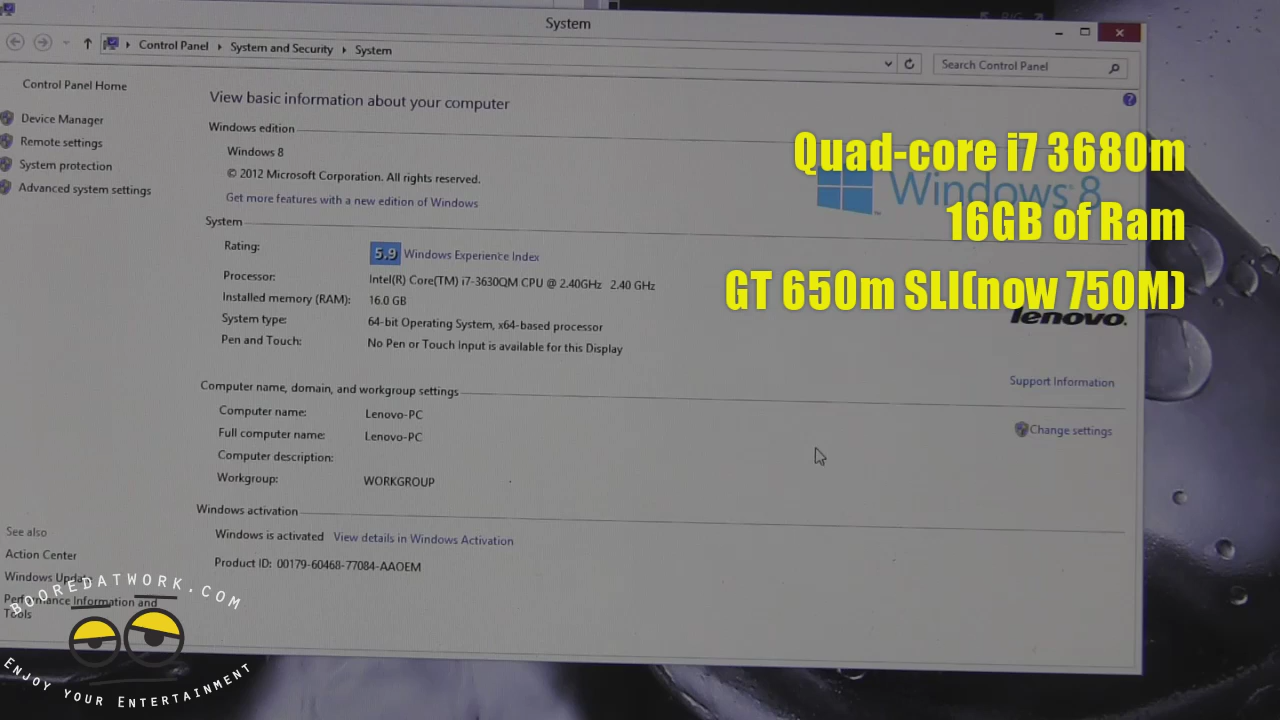 System
Control Panel
System and Security
System
Search Control Panel
Control Panel Home
Device Manager
Remote settings
System protection
Advanced system settings
View basic information about your computer
Windows edition
Windows 8
© 2012 Microsoft Corporation. All rights reserved.
Get more features with a new edition of Windows
Windows 8
Quad-core i7 3680m
16GB of Ram
GT 650m SLI(now 750M)
System
Rating:
5.9 Windows Experience Index
Processor: Intel(R) Core(TM) i7-3630QM CPU @ 2.40GHz 2.40 GHz
Installed memory (RAM): 16.0 GB
System type: 64-bit Operating System, x64-based processor
Pen and Touch: No Pen or Touch Input is available for this Display
lenovo.
Support Information
Computer name, domain, and workgroup settings
Computer name: Lenovo-PC
Full computer name: Lenovo-PC
Computer description:
Workgroup: WORKGROUP
Change settings
Windows activation
Windows is activated View details in Windows Activation
Product ID: 00179-60468-77084-AAOEM
See also
Action Center
Windows Update
Performance Information and
Tools
BOOREDATWORK.COM
ENJOY YOUR ENTERTAINMENT